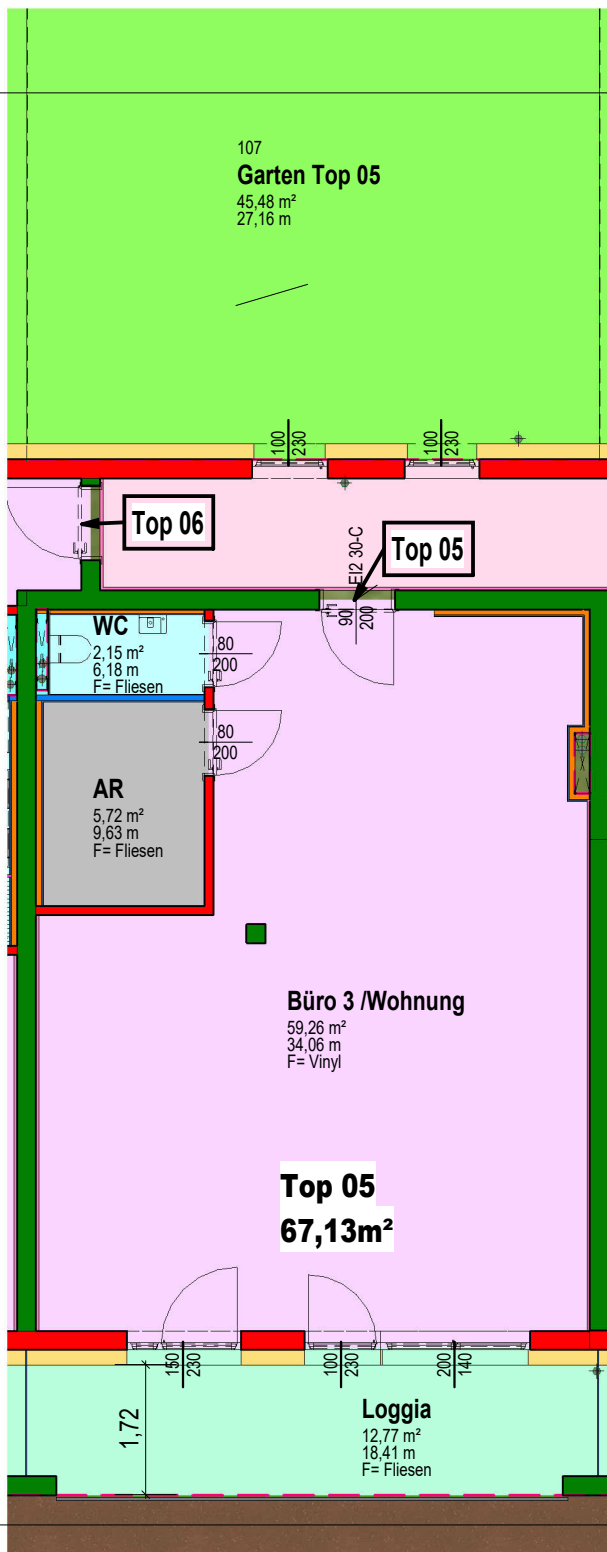 107
Garten Top 05
45,48 m²
27,16 m
100
230
100
230
Top 06
EI2 30-C
Top 05
90
200
WC
2,15 m²
6,18 m
F= Fliesen
80
200
80
200
AR
5,72 m²
9,63 m
F= Fliesen
Büro 3 /Wohnung
59,26 m²
34,06 m
F= Vinyl
Top 05
67,13m²
150
230
100
230
200
140
1,72
Loggia
12,77 m²
18,41 m
F= Fliesen